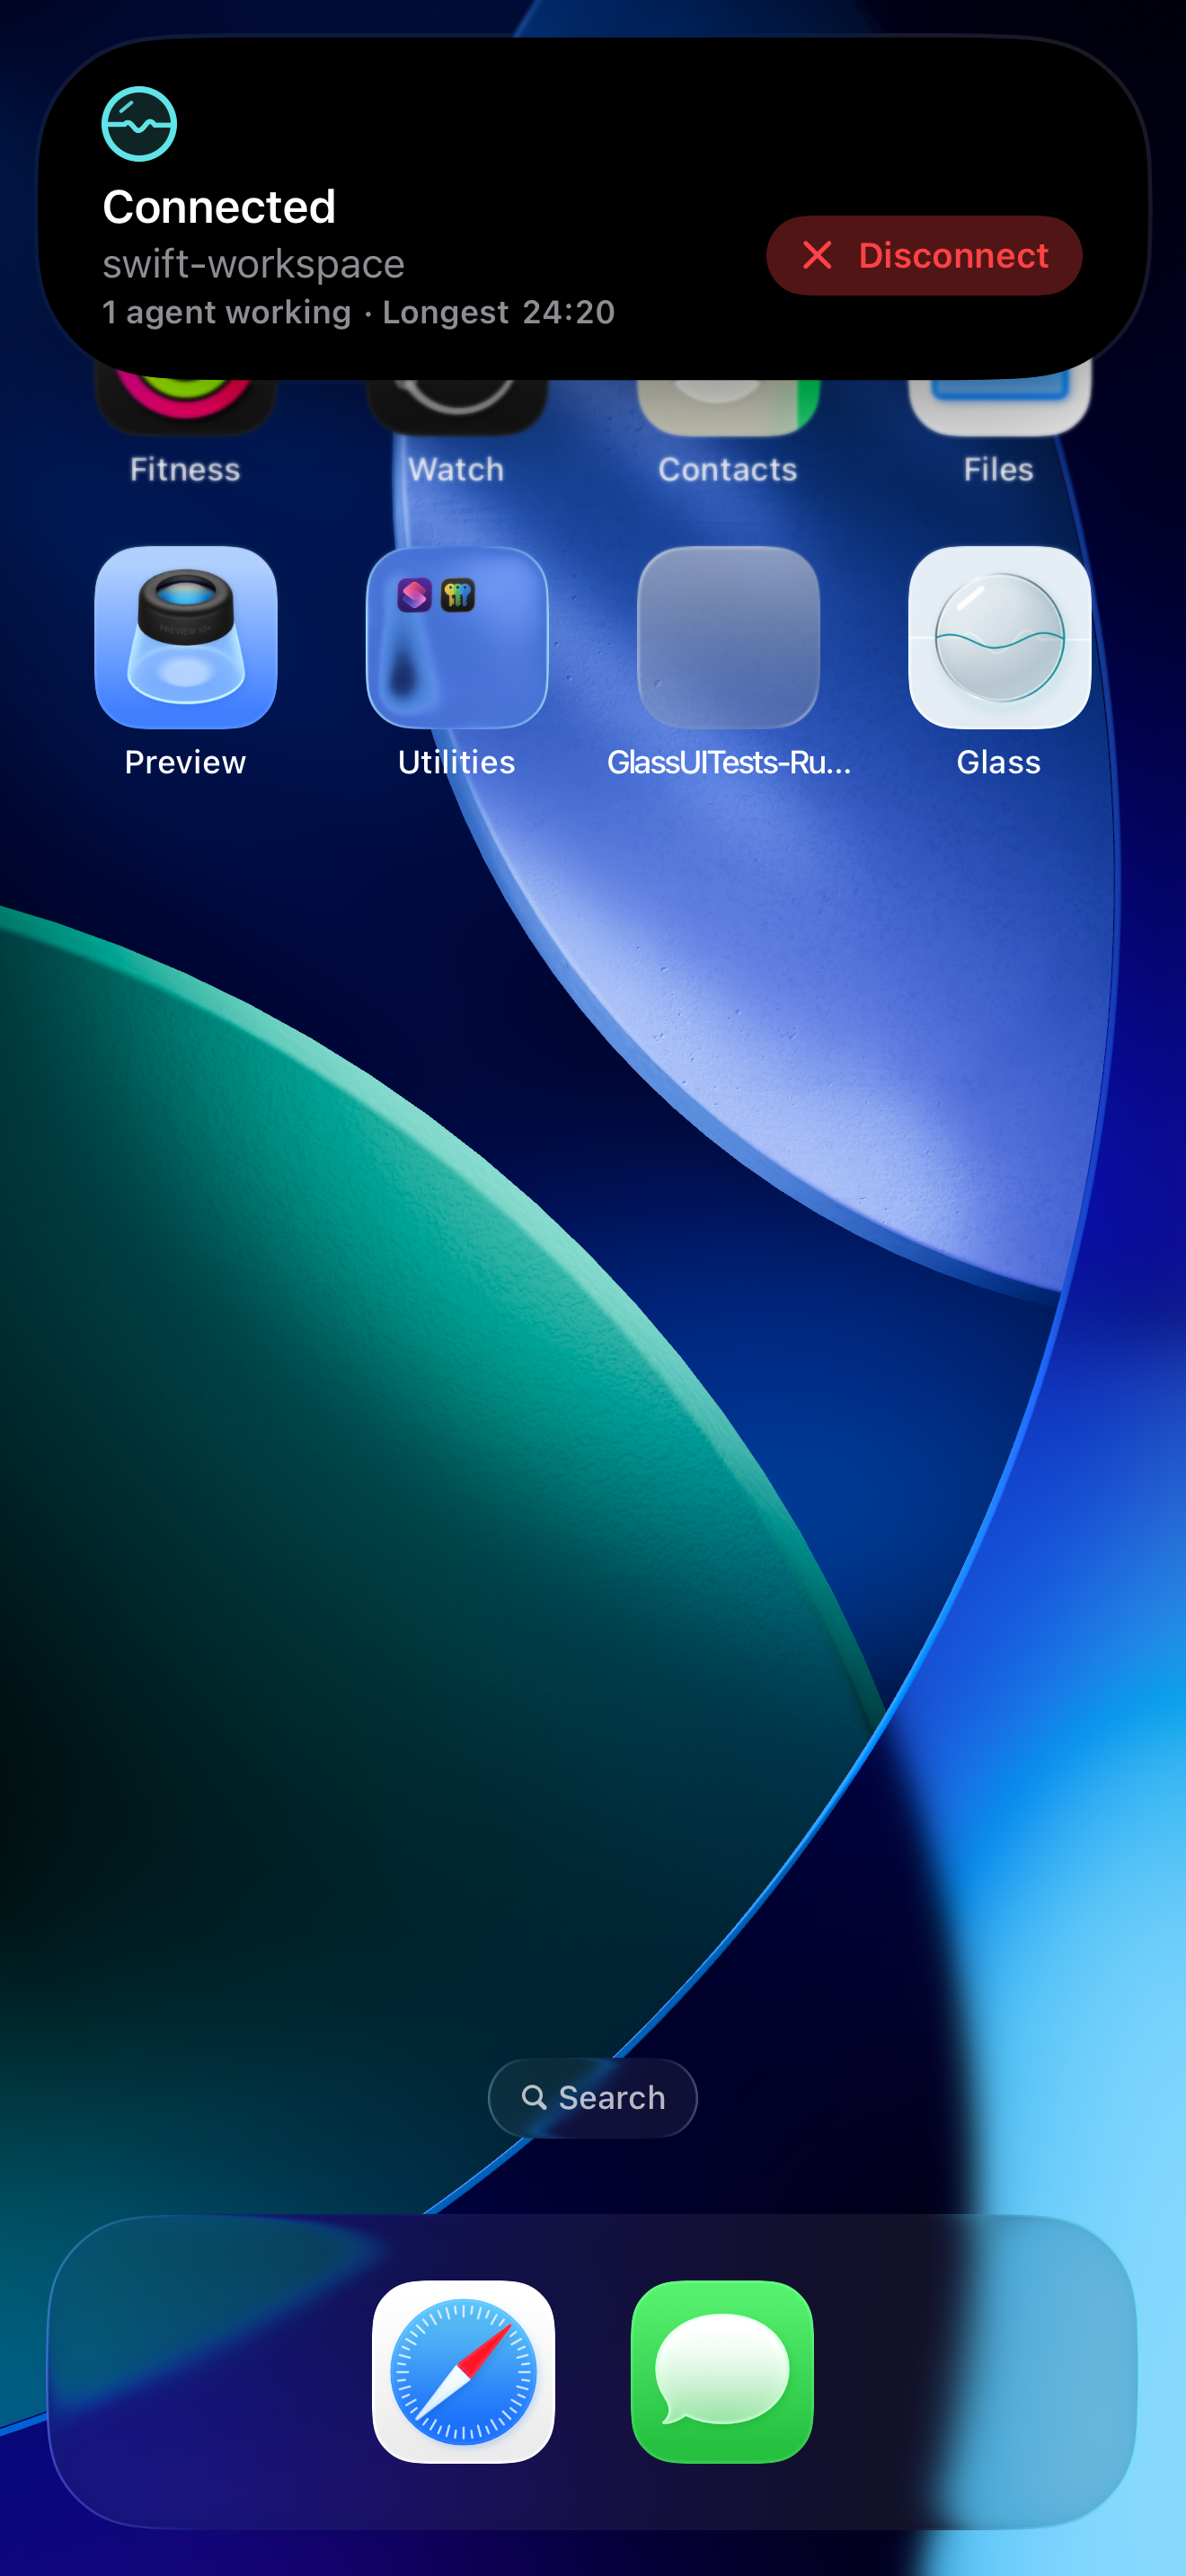 Connected
swift-workspace
1 agent working · Longest 24:20
Disconnect
Fitness
Watch
Contacts
Files
Preview
Utilities
GlassUITests-Ru...
Glass
Search